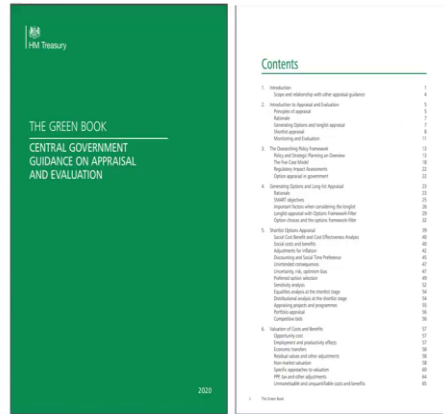 HM Treasury
THE GREEN BOOK
CENTRAL GOVERNMENT
GUIDANCE ON APPRAISAL
AND EVALUATION
2020
Contents
1. Introduction 1
Scope and relationship with other appraisal guidance 4
2. Introduction to Appraisal and Evaluation 5
Principles of appraisal 5
Rationale 7
Generating Options and longlist appraisal 7
Shortlist appraisal 8
Monitoring and Evaluation 11
3. The Overarching Policy Framework 13
Policy and Strategic Planning an Overview 13
The Five Case Model 18
Regulatory Impact Assessments 22
Option appraisal in government 22
4. Generating Options and Long-list Appraisal 23
Rationale 23
SMART objectives 25
Important factors when considering the longlist 26
Longlist appraisal with Options Framework-Filter 29
Option choices and the options framework-filter 32
5. Shortlist Options Appraisal 39
Social Cost Benefit and Cost-Effectiveness Analysis 40
Social costs and benefits 40
Adjustments for inflation 42
Discounting and Social Time Preference 45
Unintended consequences 47
Uncertainty, risk, optimism bias 47
Preferred option selection 49
Sensitivity analysis 52
Equalities analysis at the shortlist stage 54
Distributional analysis at the shortlist stage 54
Appraising projects and programmes 55
Portfolio appraisal 56
Competitive bids 56
6. Valuation of Costs and Benefits 57
Opportunity cost 57
Employment and productivity effects 57
Economic transfers 58
Residual values and other adjustments 58
Non-market valuation 58
Specific approaches to valuation 60
PPP, tax and other adjustments 64
Unmonetisable and unquantifiable costs and benefits 65
The Green Book